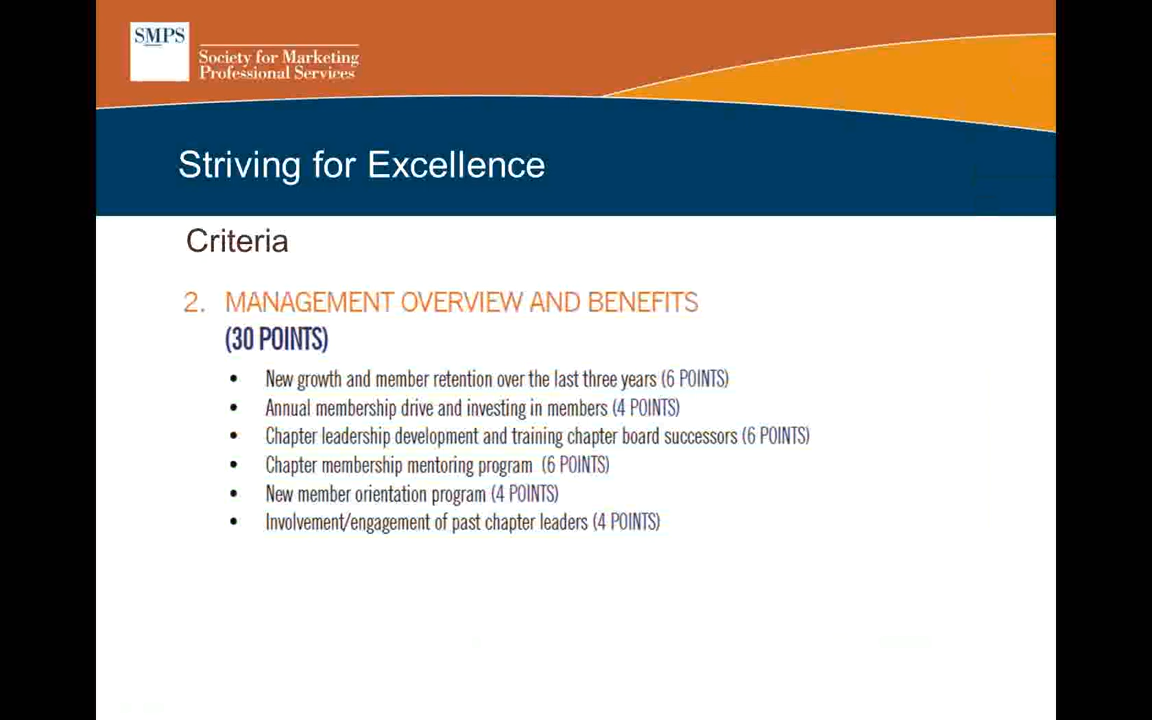 SMPS
Society for Marketing
Professional Services
Striving for Excellence
Criteria
2. MANAGEMENT OVERVIEW AND BENEFITS
(30 POINTS)
• New growth and member retention over the last three years (6 POINTS)
• Annual membership drive and investing in members (4 POINTS)
• Chapter leadership development and training chapter board successors (6 POINTS)
• Chapter membership mentoring program (6 POINTS)
• New member orientation program (4 POINTS)
• Involvement/engagement of past chapter leaders (4 POINTS)